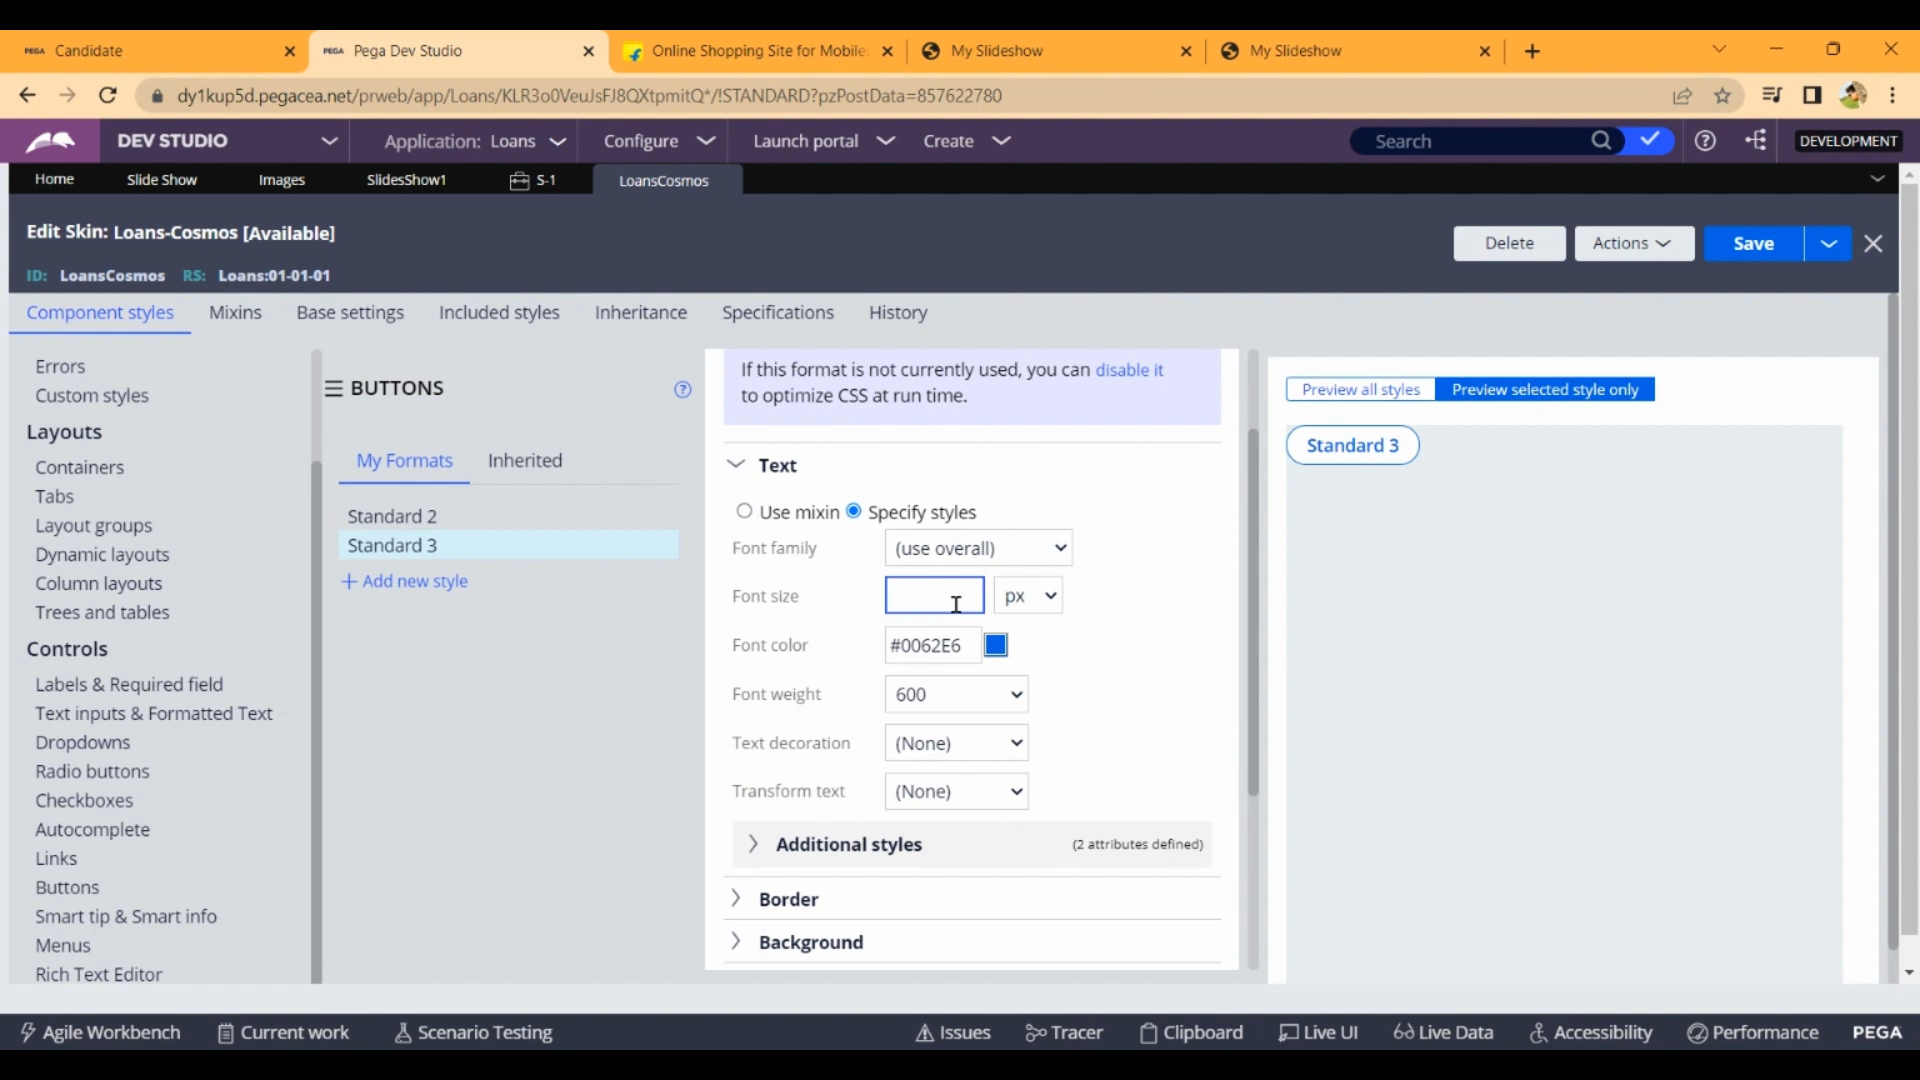 PEGA Candidate
PEGA Pega Dev Studio
Online Shopping Site for Mobiles
My Slideshow
My Slideshow
dy1kup5d.pegacea.net/prweb/app/Loans/KLR3o0VeuJsFJ8QXtpmitQ*/!STANDARD?pzPostData=857622780
DEV STUDIO Application: Loans Configure Launch portal Create Search DEVELOPMENT
Home Slide Show Images SlidesShow1 S-1 LoansCosmos
Edit Skin: Loans-Cosmos [Available]
Delete Actions Save
ID: LoansCosmos RS: Loans:01-01-01
Component styles Mixins Base settings Included styles Inheritance Specifications History
Errors
Custom styles
Layouts
Containers
Tabs
Layout groups
Dynamic layouts
Column layouts
Trees and tables
Controls
Labels & Required field
Text inputs & Formatted Text
Dropdowns
Radio buttons
Checkboxes
Autocomplete
Links
Buttons
Smart tip & Smart info
Menus
Rich Text Editor
BUTTONS
My Formats Inherited
Standard 2
Standard 3
+ Add new style
If this format is not currently used, you can disable it
to optimize CSS at run time.
Text
Use mixin Specify styles
Font family (use overall)
Font size px
Font color #0062E6
Font weight 600
Text decoration (None)
Transform text (None)
Additional styles (2 attributes defined)
Border
Background
Preview all styles Preview selected style only
Standard 3
Agile Workbench Current work Scenario Testing Issues Tracer Clipboard Live UI Live Data Accessibility Performance PEGA